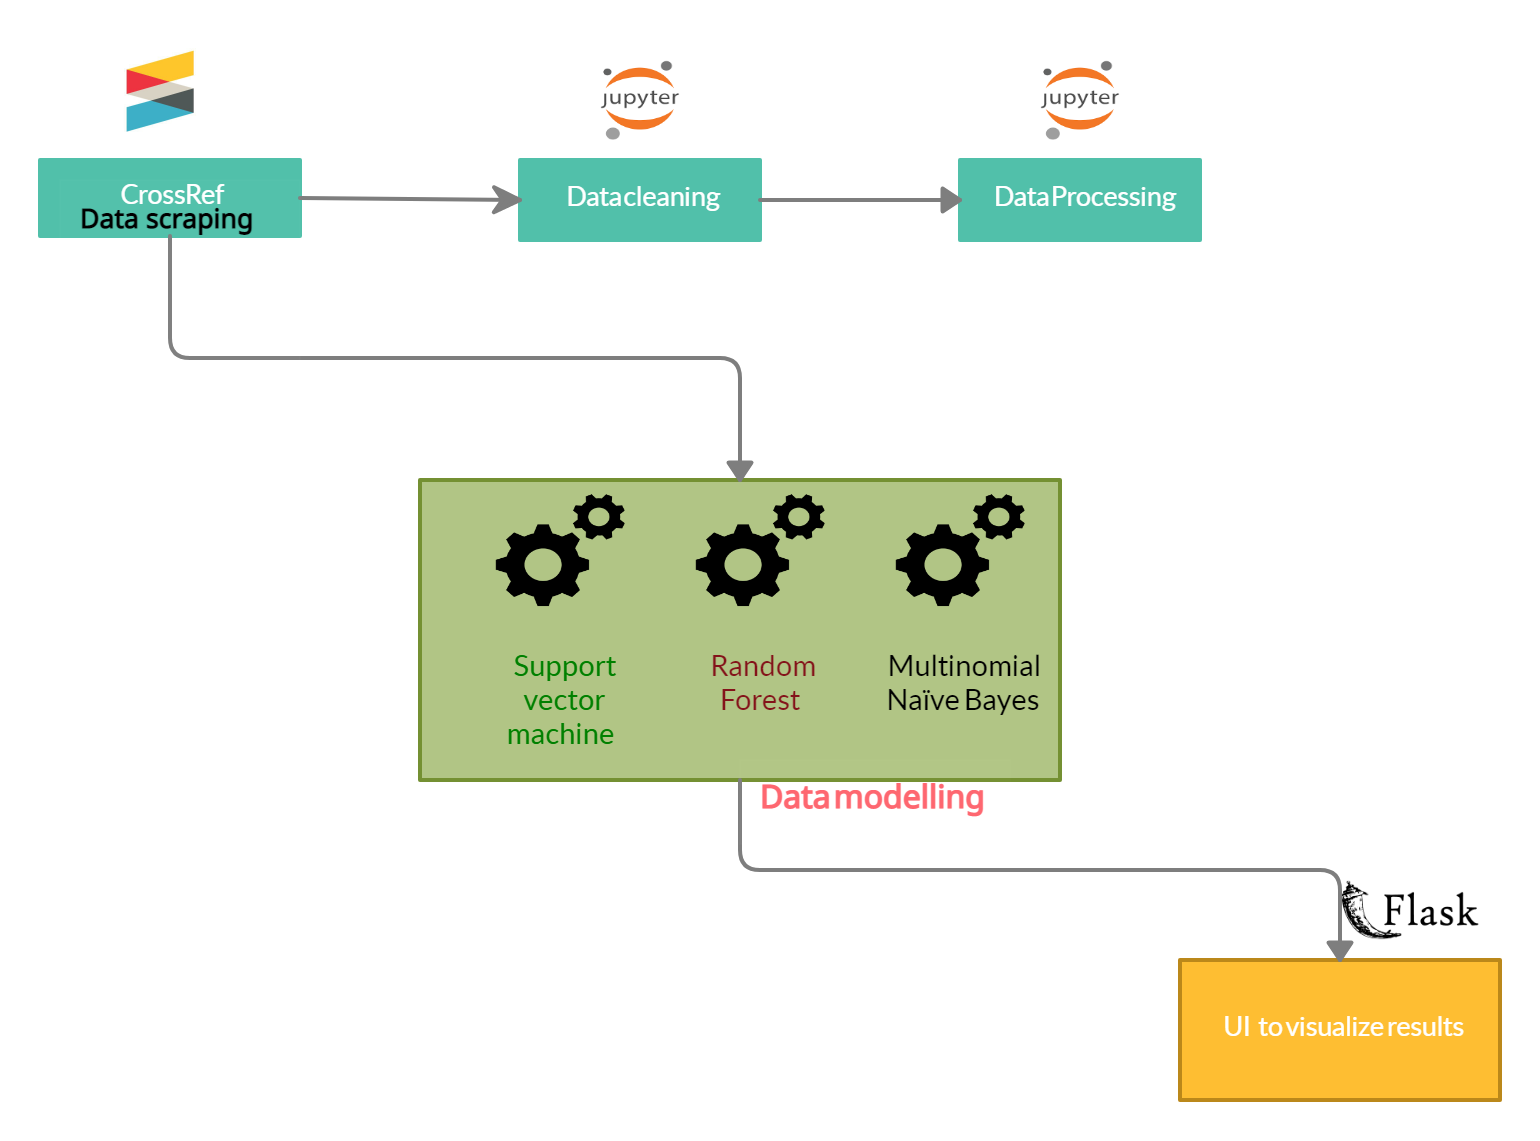 jupyter
jupyter
CrossRef
Data scraping
Datacleaning
DataProcessing
Support
vector
machine
Random
Forest
Multinomial
Naïve Bayes
Data modelling
Flask
UI to visualize results